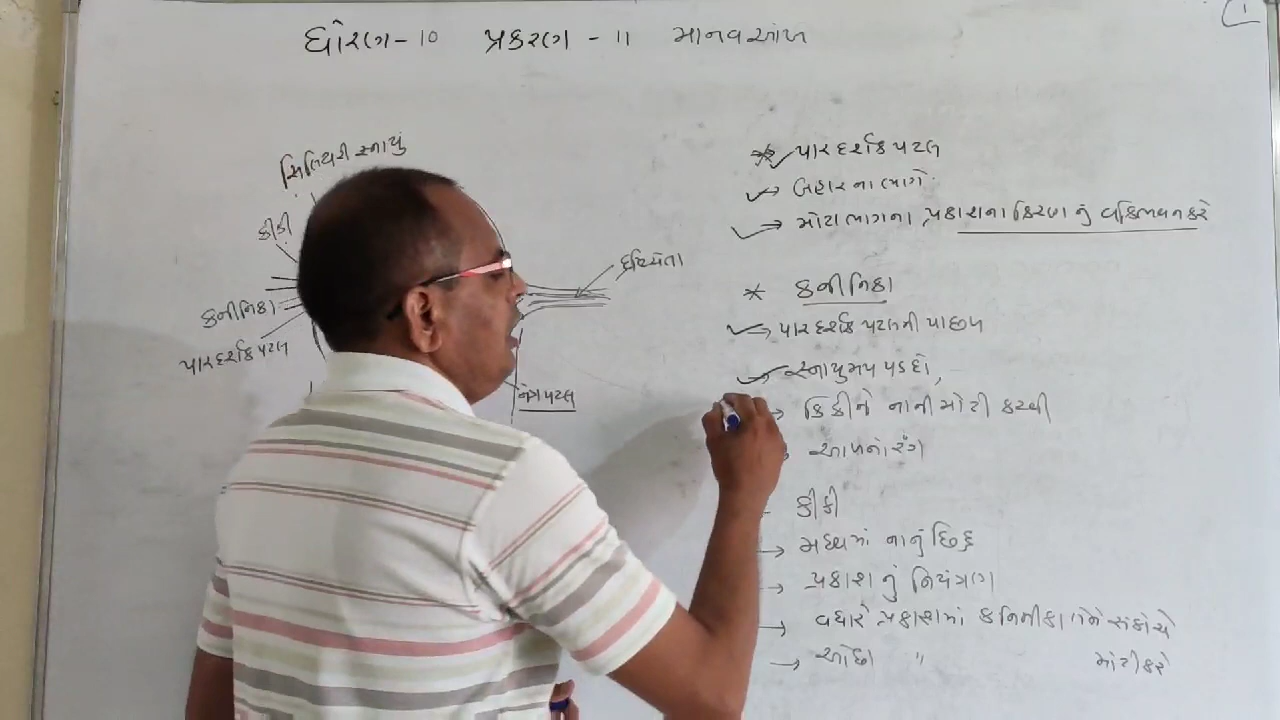 ધોરણ-10 પ્રકરણ - 11 માનવઆંખ
1
સિલિયરી સ્નાયું
કીકી
કનીનિકા
પારદર્શક પટલ
દ્રષ્ટિચેતા
નેત્રપટલ
* પારદર્શક પટલ
→ બહારના ભાગે
→ મોટાભાગના પ્રકાશના કિરણ નું વક્રિભવન કરે
* કનીનિકા
→ પારદર્શક પટલની પાછળ
→ સ્નાયુમય પડદો,
→ કિકીને નાની મોટી કરવી
આંખનો રંગ
કીકી
→ મધ્યમાં નાનું છિદ્ર
→ પ્રકાશ નું નિયંત્રણ
→ વધારે પ્રકાશમાં કનિનીકા તેને સંકોચે
→ ઓછા " મોટી કરે